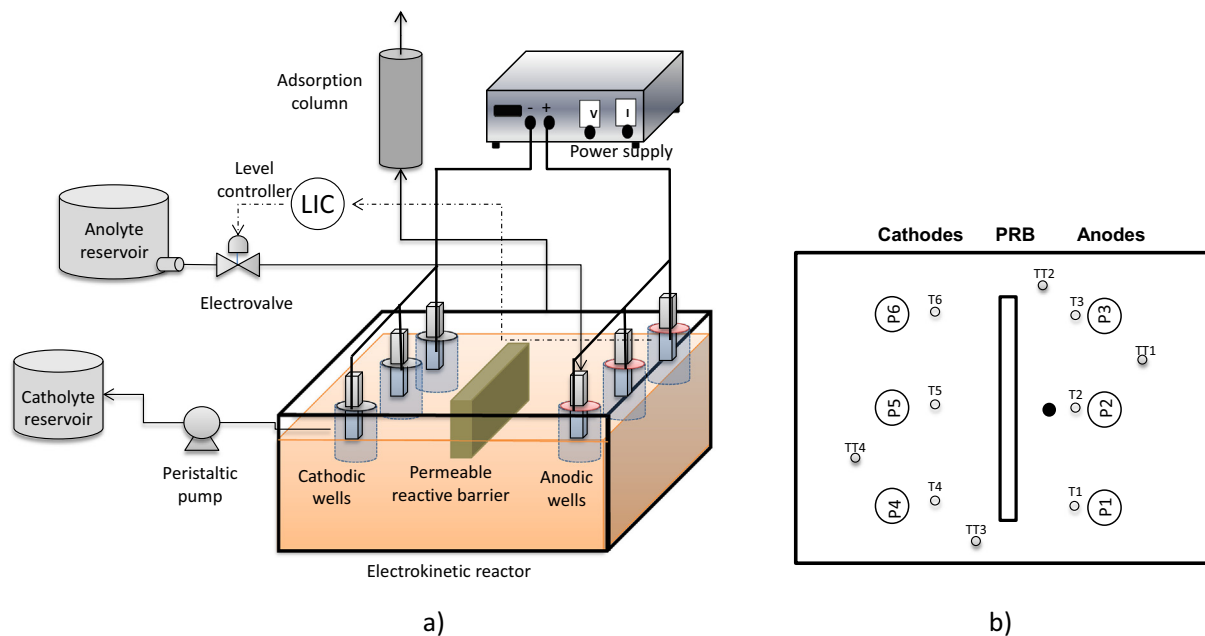 Adsorption
column
- +
V
I
Power supply
Level
controller
LIC
Anolyte
reservoir
Electrovalve
Catholyte
reservoir
Peristaltic
pump
Cathodic
wells
Permeable
reactive barrier
Anodic
wells
Electrokinetic reactor
a)
Cathodes PRB Anodes
TT2
P6 T6 T3 P3
TT1
P5 T5 T2 P2
TT4
P4 T4 T1 P1
TT3
b)